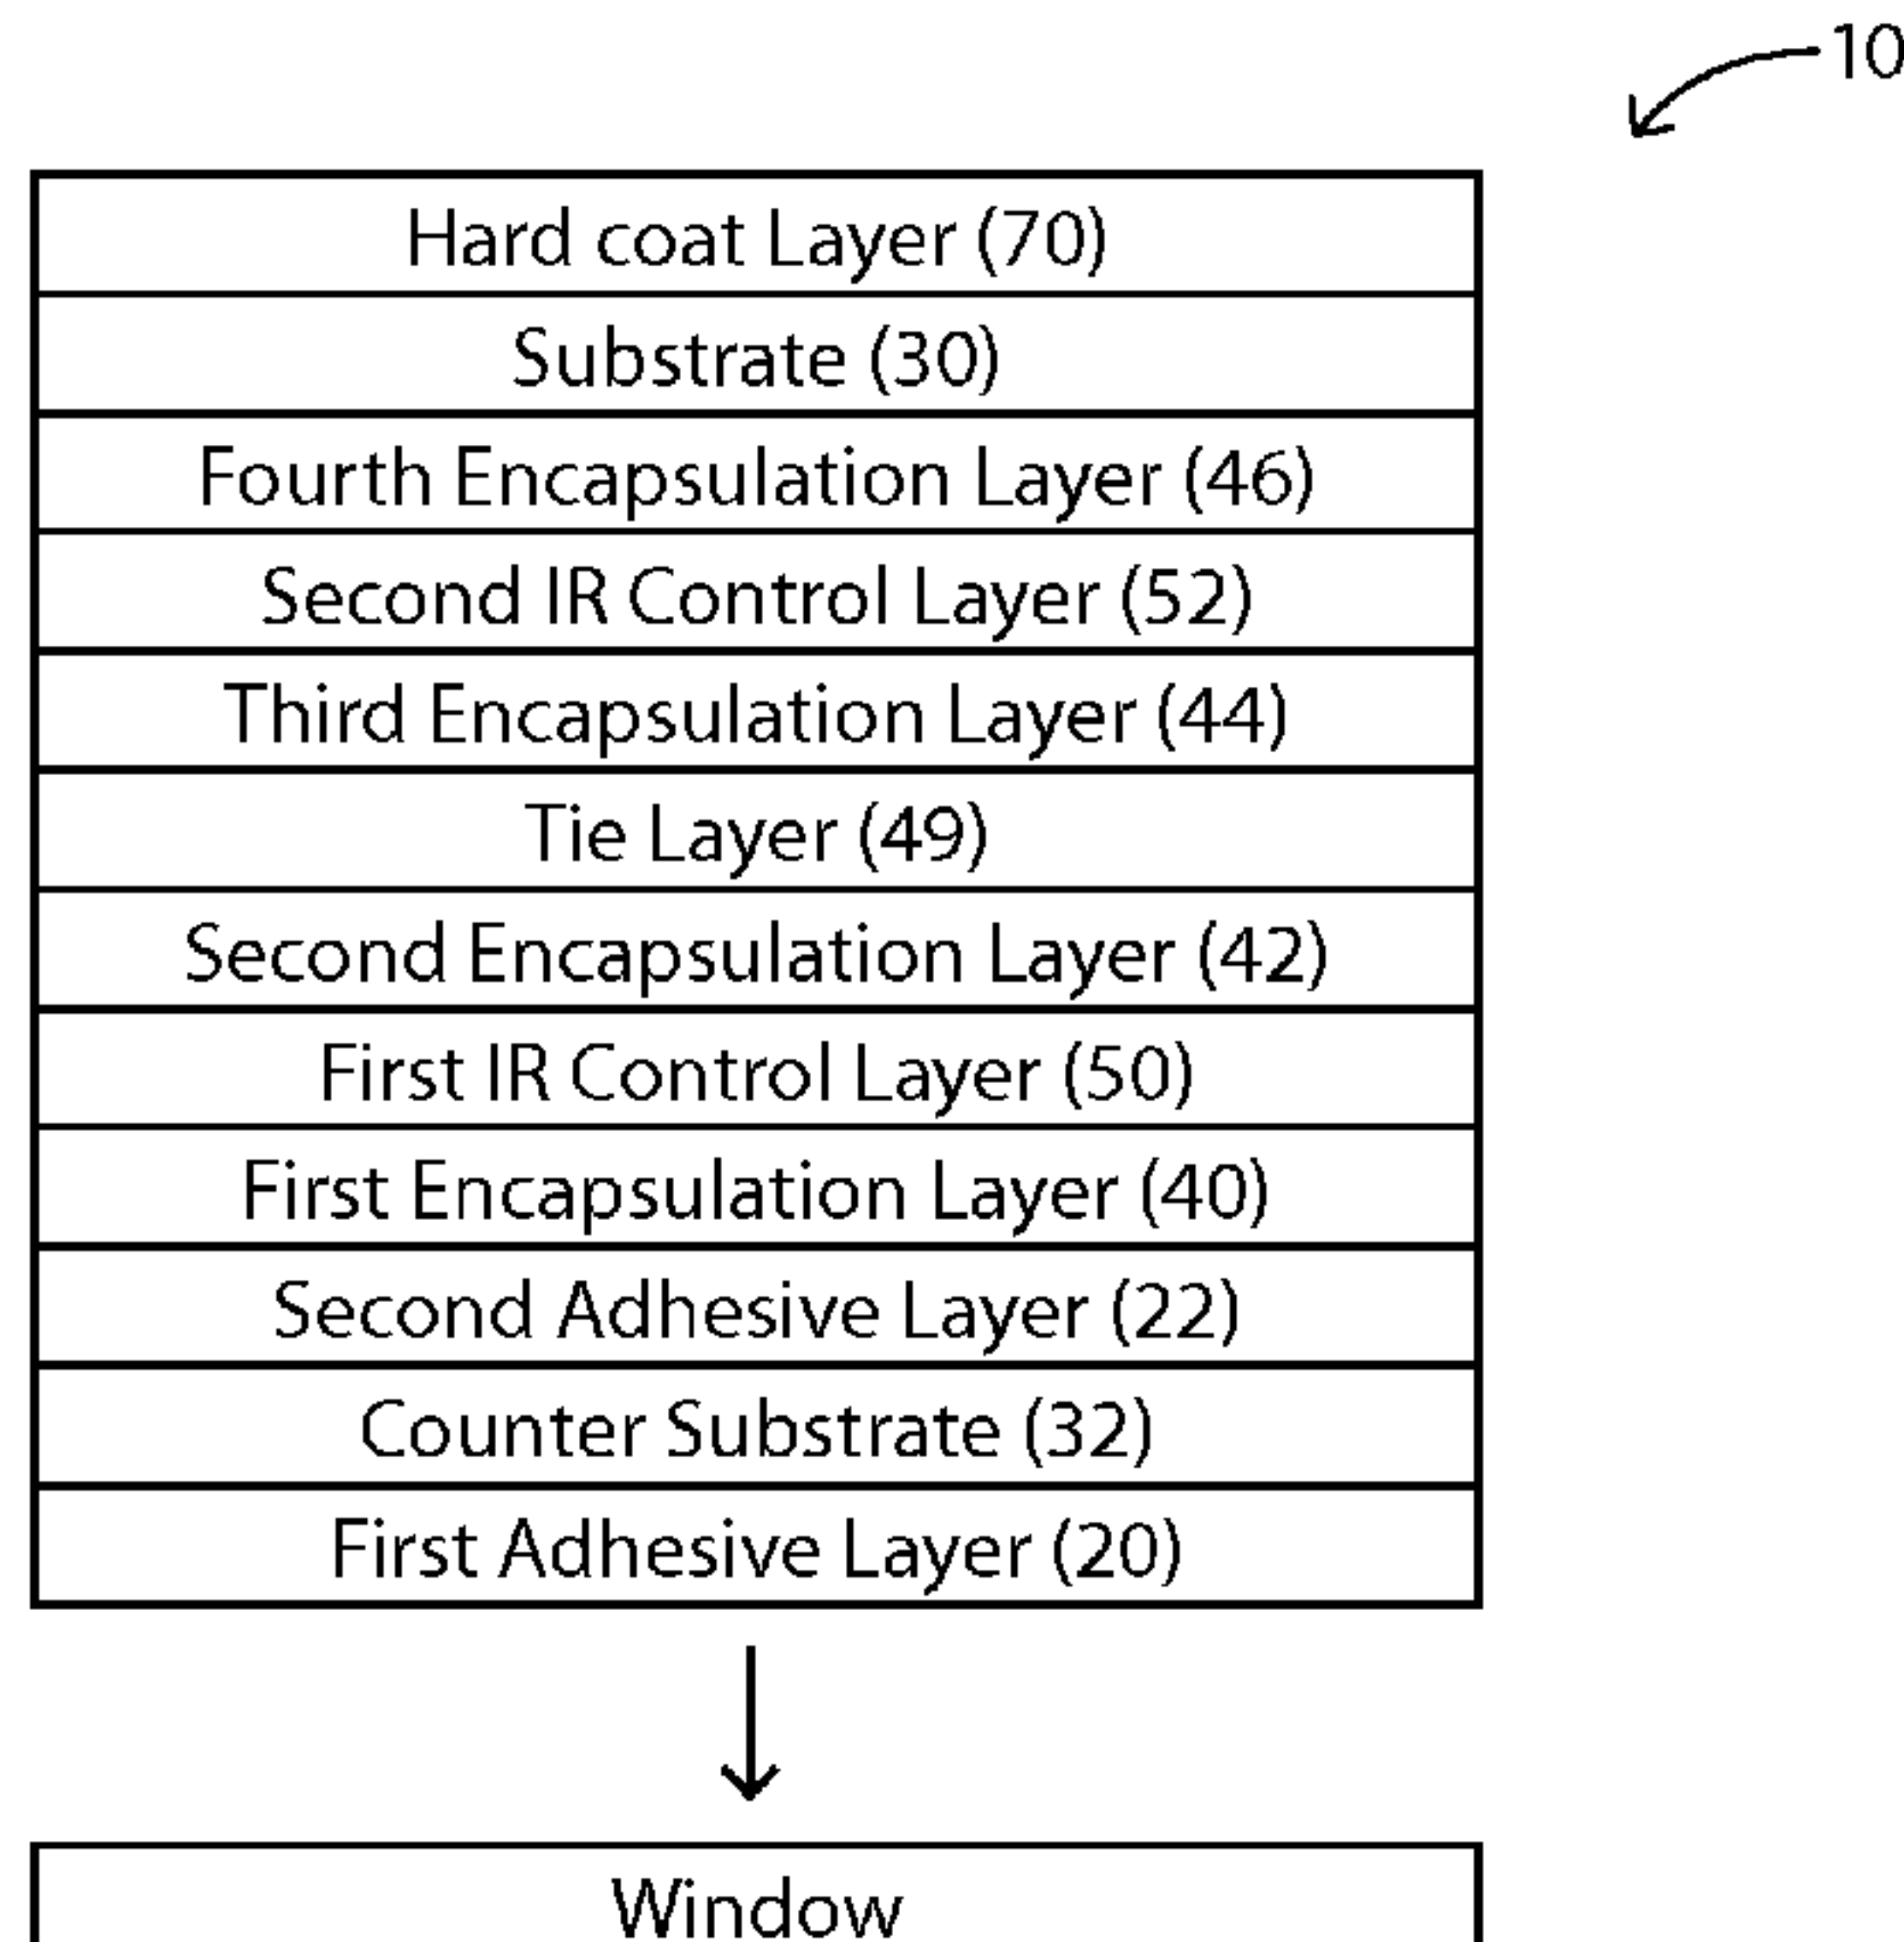 10
Hard coat Layer (70)
Substrate (30)
Fourth Encapsulation Layer (46)
Second IR Control Layer (52)
Third Encapsulation Layer (44)
Tie Layer (49)
Second Encapsulation Layer (42)
First IR Control Layer (50)
First Encapsulation Layer (40)
Second Adhesive Layer (22)
Counter Substrate (32)
First Adhesive Layer (20)
Window